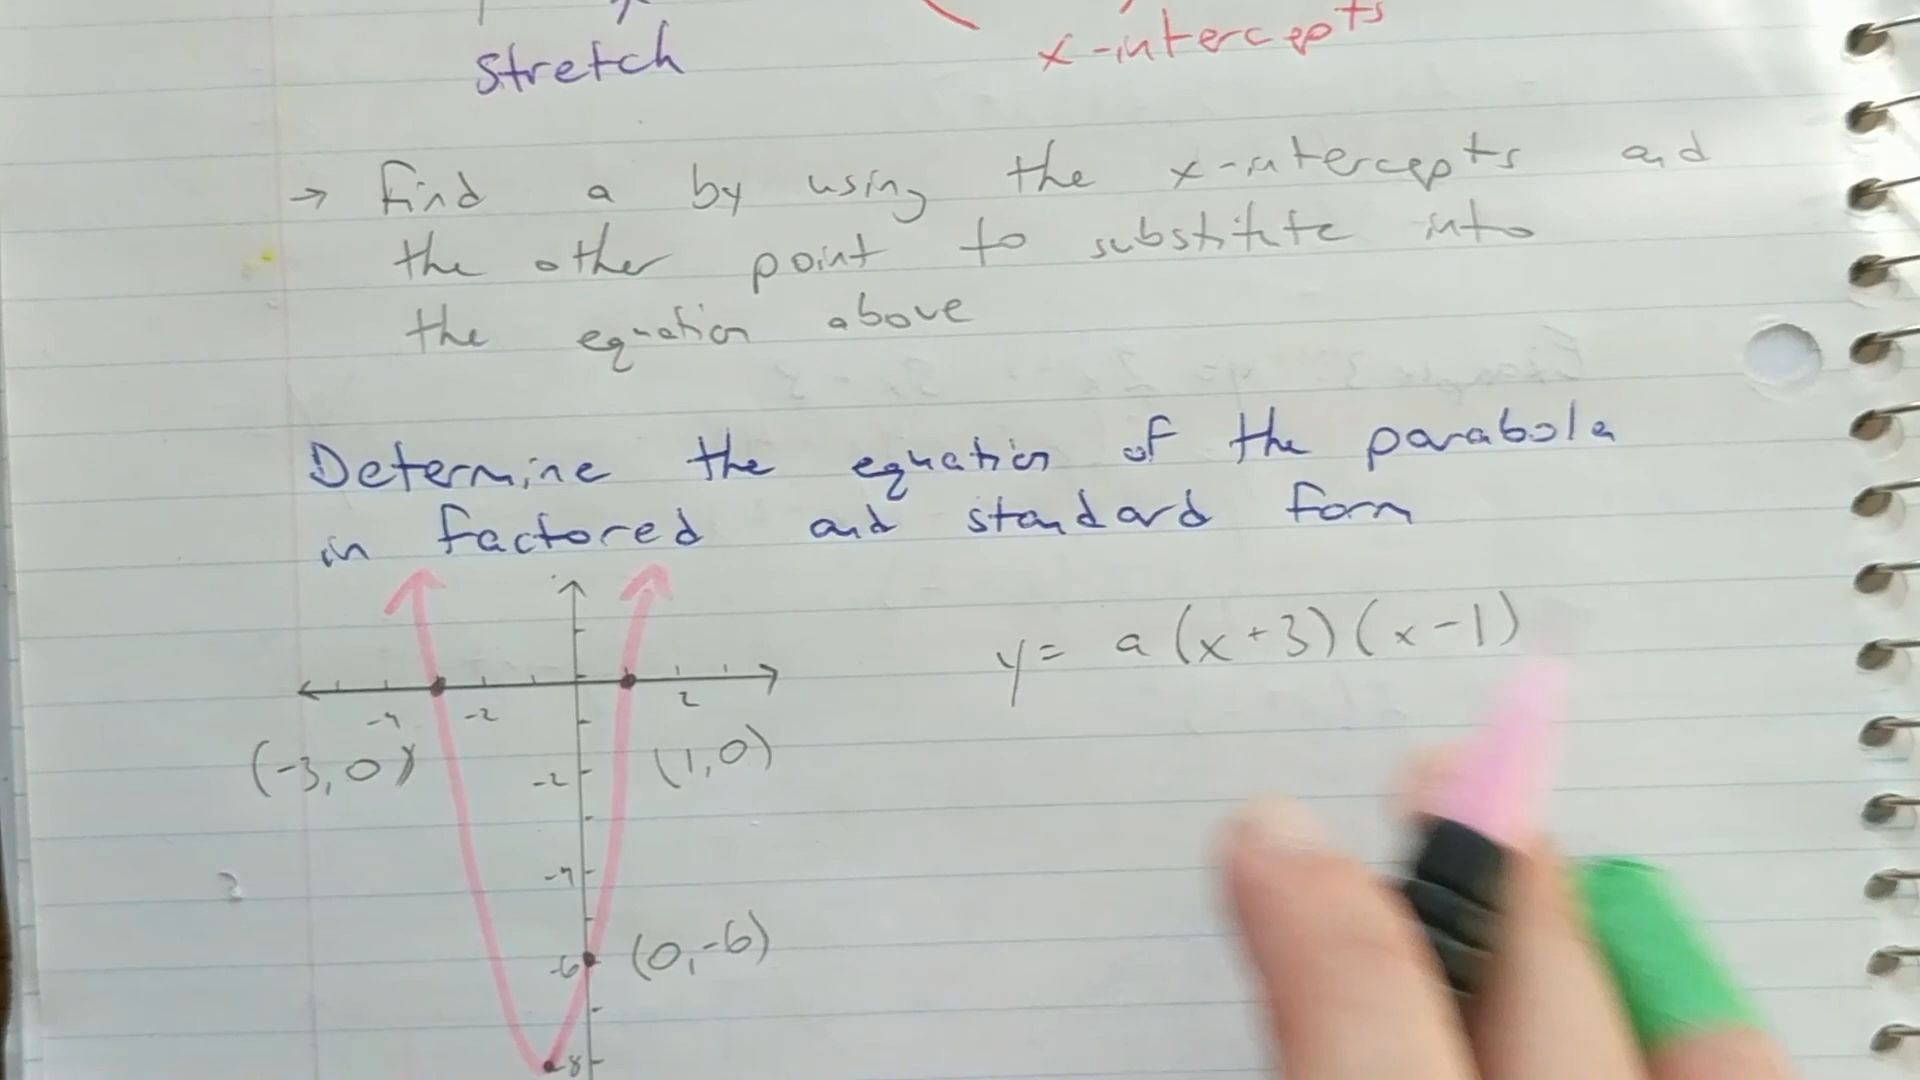 stretch
x-intercepts
→ Find a by using the x-intercepts and
the other point to substitute into
the equation above
Determine the equation of the parabola
in factored and standard form
y = a(x+3)(x-1)
-4 -2 2
(-3,0) (1,0)
-2
-4
-6 (0,-6)
-8